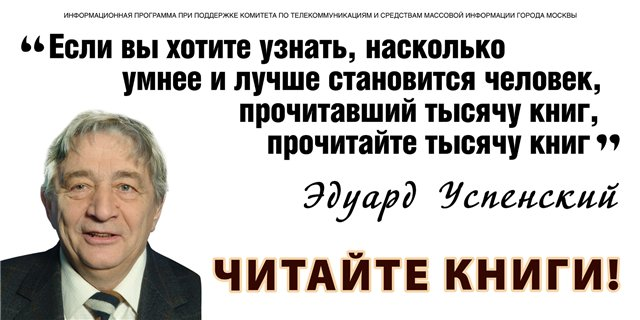 ИНФОРМАЦИОННАЯ ПРОГРАММА ПРИ ПОДДЕРЖКЕ КОМИТЕТА ПО ТЕЛЕКОММУНИКАЦИЯМ И СРЕДСТВАМ МАССОВОЙ ИНФОРМАЦИИ ГОРОДА МОСКВЫ
“Если вы хотите узнать, насколько
умнее и лучше становится человек,
прочитавший тысячу книг,
прочитайте тысячу книг”
Эдуард Успенский
ЧИТАЙТЕ КНИГИ!